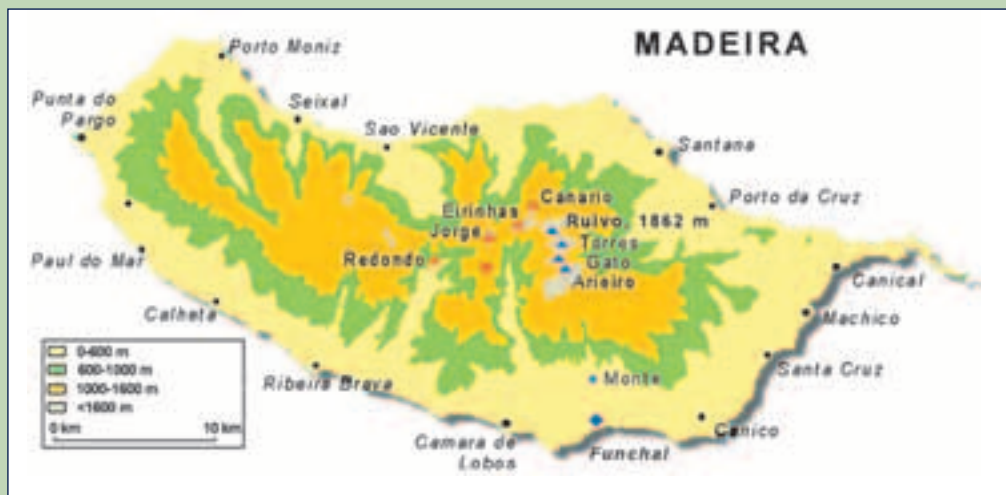 MADEIRA
Porto Moniz
Punta do
Pargo
Seixal
Sao Vicente
Santana
Canario
Porto da Cruz
Eirinhas
Ruivo, 1862 m
Jorge
Torres
Redondo
Gato
Paul do Mar
Arieiro
Canical
Calheta
Machico
0-600 m
600-1000 m
1000-1600 m
<1600 m
0 km 10 km
Ribeira Brava
Monte
Santa Cruz
Camara de
Lobos
Funchal
Canico